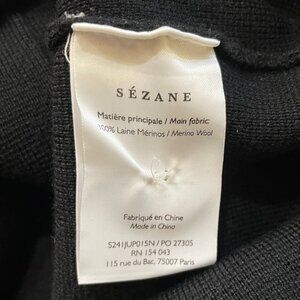 SÉZANE
Matière principale / Main fabric
100% Laine Mérinos / Merino Wool
Fabriqué en Chine
Made in China
S241JUP015N / PO 27305
RN 154 043
115 rue du Bac, 75007 Paris